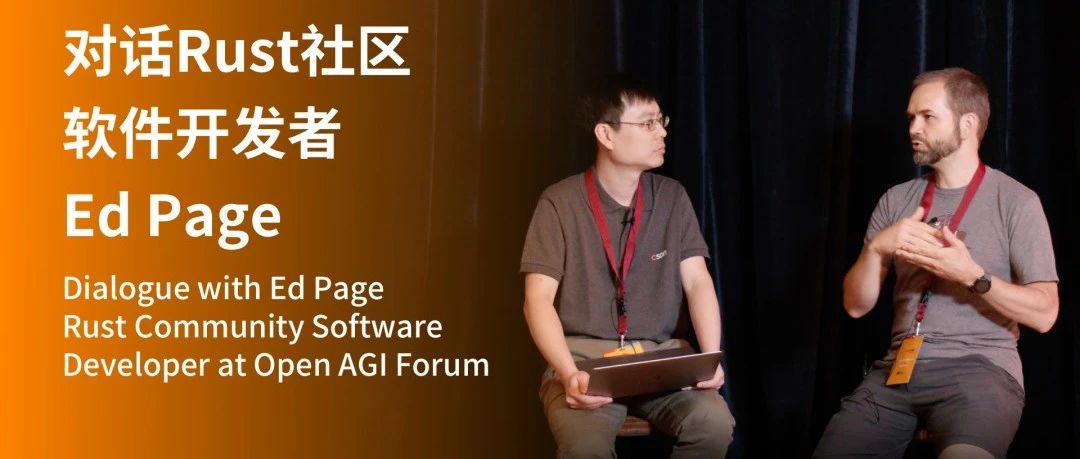 对话Rust社区
软件开发者
Ed Page
Dialogue with Ed Page
Rust Community Software
Developer at Open AGI Forum